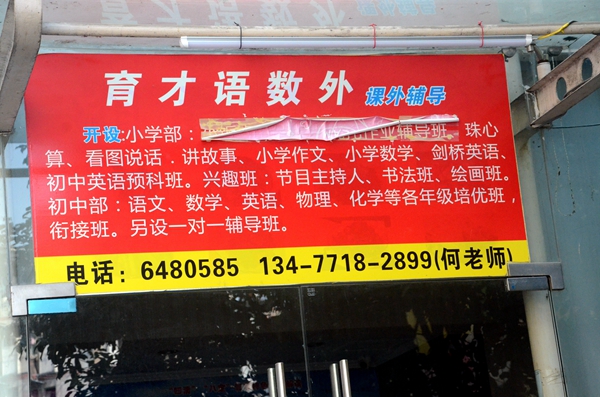 育才语数外 课外辅导
开设:小学部：作业辅导班、珠心
算、看图说话．讲故事、小学作文、小学数学、剑桥英语、
初中英语预科班。兴趣班：节目主持人、书法班、绘画班。
初中部：语文、数学、英语、物理、化学等各年级培优班，
衔接班。另设一对一辅导班。
电话：6480585 134-7718-2899(何老师)